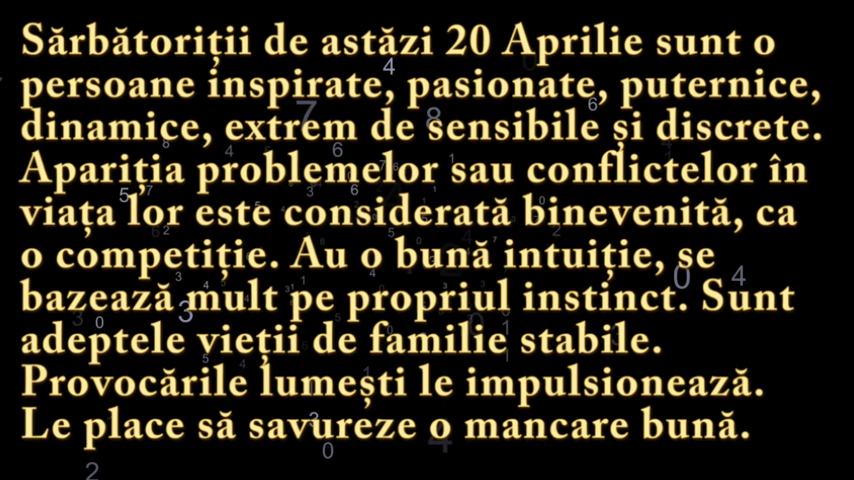 Sărbătoriții de astăzi 20 Aprilie sunt o
persoane inspirate, pasionate, puternice,
dinamice, extrem de sensibile și discrete.
Apariția problemelor sau conflictelor în
viața lor este considerată binevenită, ca
o competiție. Au o bună intuiție, se
bazează mult pe propriul instinct. Sunt
adeptele vieții de familie stabile.
Provocările lumești le impulsionează.
Le place să savureze o mancare bună.